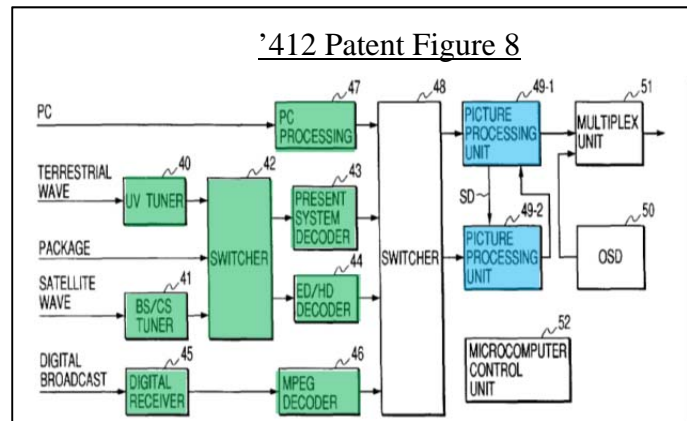 ’412 Patent Figure 8
PC
47
PC
PROCESSING
48
49-1
PICTURE
PROCESSING
UNIT
51
MULTIPLEX
UNIT
TERRESTRIAL
WAVE
40
UV TUNER
42
SWITCHER
43
PRESENT
SYSTEM
DECODER
SWITCHER
SD
49-2
PICTURE
PROCESSING
UNIT
50
OSD
PACKAGE
SATELLITE
WAVE
41
BS/CS
TUNER
44
ED/HD
DECODER
52
MICROCOMPUTER
CONTROL
UNIT
DIGITAL
BROADCAST
45
DIGITAL
RECEIVER
46
MPEG
DECODER